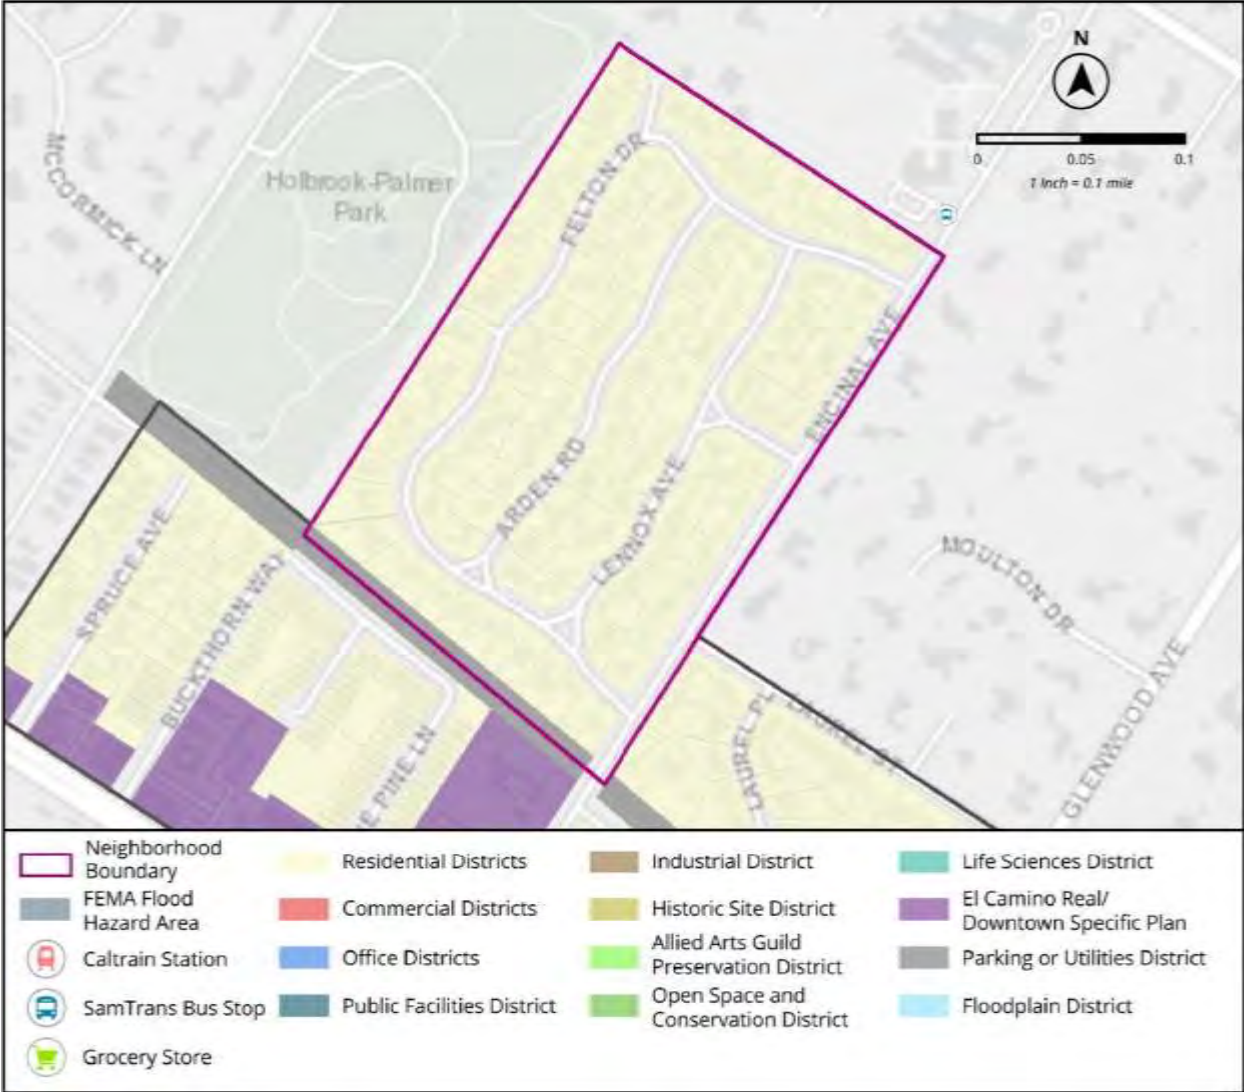 N
0 0.05 0.1
1 Inch = 0.1 mile
MCCORMICK LN
Holbrook-Palmer
Park
FELTON DR
ENCINAL AVE
ARDEN RD
LENNOX AVE
MOULTON DR
SPRUCE AVE
BUCKTHORN WAY
GLENWOOD AVE
LAUREL PL
LAUREL ST
E PINE LN
Neighborhood
Boundary
FEMA Flood
Hazard Area
Caltrain Station
SamTrans Bus Stop
Grocery Store
Residential Districts
Commercial Districts
Office Districts
Public Facilities District
Industrial District
Historic Site District
Allied Arts Guild
Preservation District
Open Space and
Conservation District
Life Sciences District
El Camino Real/
Downtown Specific Plan
Parking or Utilities District
Floodplain District